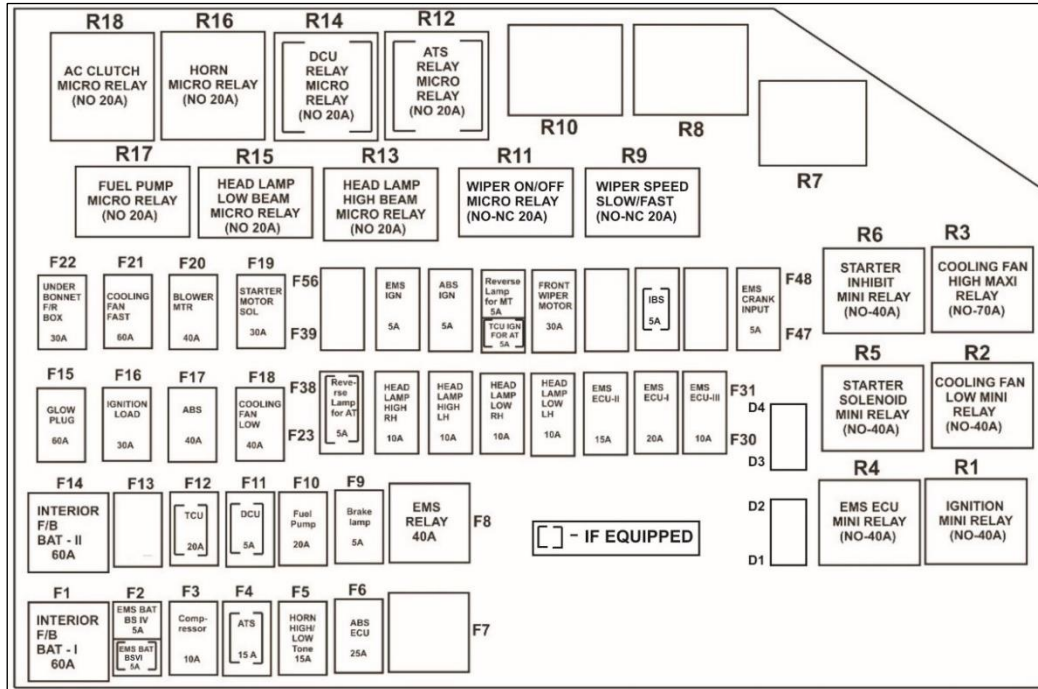 R18
R16
R14
R12
AC CLUTCH
MICRO RELAY
(NO 20A)
HORN
MICRO RELAY
(NO 20A)
DCU
RELAY
MICRO
RELAY
(NO 20A)
ATS
RELAY
MICRO
RELAY
(NO 20A)
R10
R8
R7
R17
R15
R13
R11
R9
FUEL PUMP
MICRO RELAY
(NO 20A)
HEAD LAMP
LOW BEAM
MICRO RELAY
(NO 20A)
HEAD LAMP
HIGH BEAM
MICRO RELAY
(NO 20A)
WIPER ON/OFF
MICRO RELAY
(NO-NC 20A)
WIPER SPEED
SLOW/FAST
(NO-NC 20A)
R6
R3
STARTER
INHIBIT
MINI RELAY
(NO-40A)
COOLING FAN
HIGH MAXI
RELAY
(NO-70A)
F22
F21
F20
F19
UNDER
BONNET
F/R
BOX
30A
COOLING
FAN
FAST
60A
BLOWER
MTR
40A
STARTER
MOTOR
SOL
30A
F56
F39
EMS
IGN
5A
ABS
IGN
5A
Reverse
Lamp
for MT
5A
TCU IGN
FOR AT
5A
FRONT
WIPER
MOTOR
30A
IBS
5A
EMS
CRANK
INPUT
5A
F48
F47
R5
R2
STARTER
SOLENOID
MINI RELAY
(NO-40A)
COOLING FAN
LOW MINI
RELAY
(NO-40A)
F15
F16
F17
F18
GLOW
PLUG
60A
IGNITION
LOAD
30A
ABS
40A
COOLING
FAN
LOW
40A
F38
F23
Reve-
rse
Lamp
for AT
5A
HEAD
LAMP
HIGH
RH
10A
HEAD
LAMP
HIGH
LH
10A
HEAD
LAMP
LOW
RH
10A
HEAD
LAMP
LOW
LH
10A
EMS
ECU-II
15A
EMS
ECU-I
20A
EMS
ECU-III
10A
F31
F30
D4
D3
R4
R1
EMS ECU
MINI RELAY
(NO-40A)
IGNITION
MINI RELAY
(NO-40A)
F14
F13
F12
F11
F10
F9
INTERIOR
F/B
BAT - II
60A
TCU
20A
DCU
5A
Fuel
Pump
20A
Brake
lamp
5A
EMS
RELAY
40A
F8
[ ] - IF EQUIPPED
D2
D1
F1
F2
F3
F4
F5
F6
INTERIOR
F/B
BAT - I
60A
EMS BAT
BS IV
5A
EMS BAT
BSVI
5A
Comp-
ressor
10A
ATS
15 A
HORN
HIGH/
LOW
Tone
15A
ABS
ECU
25A
F7